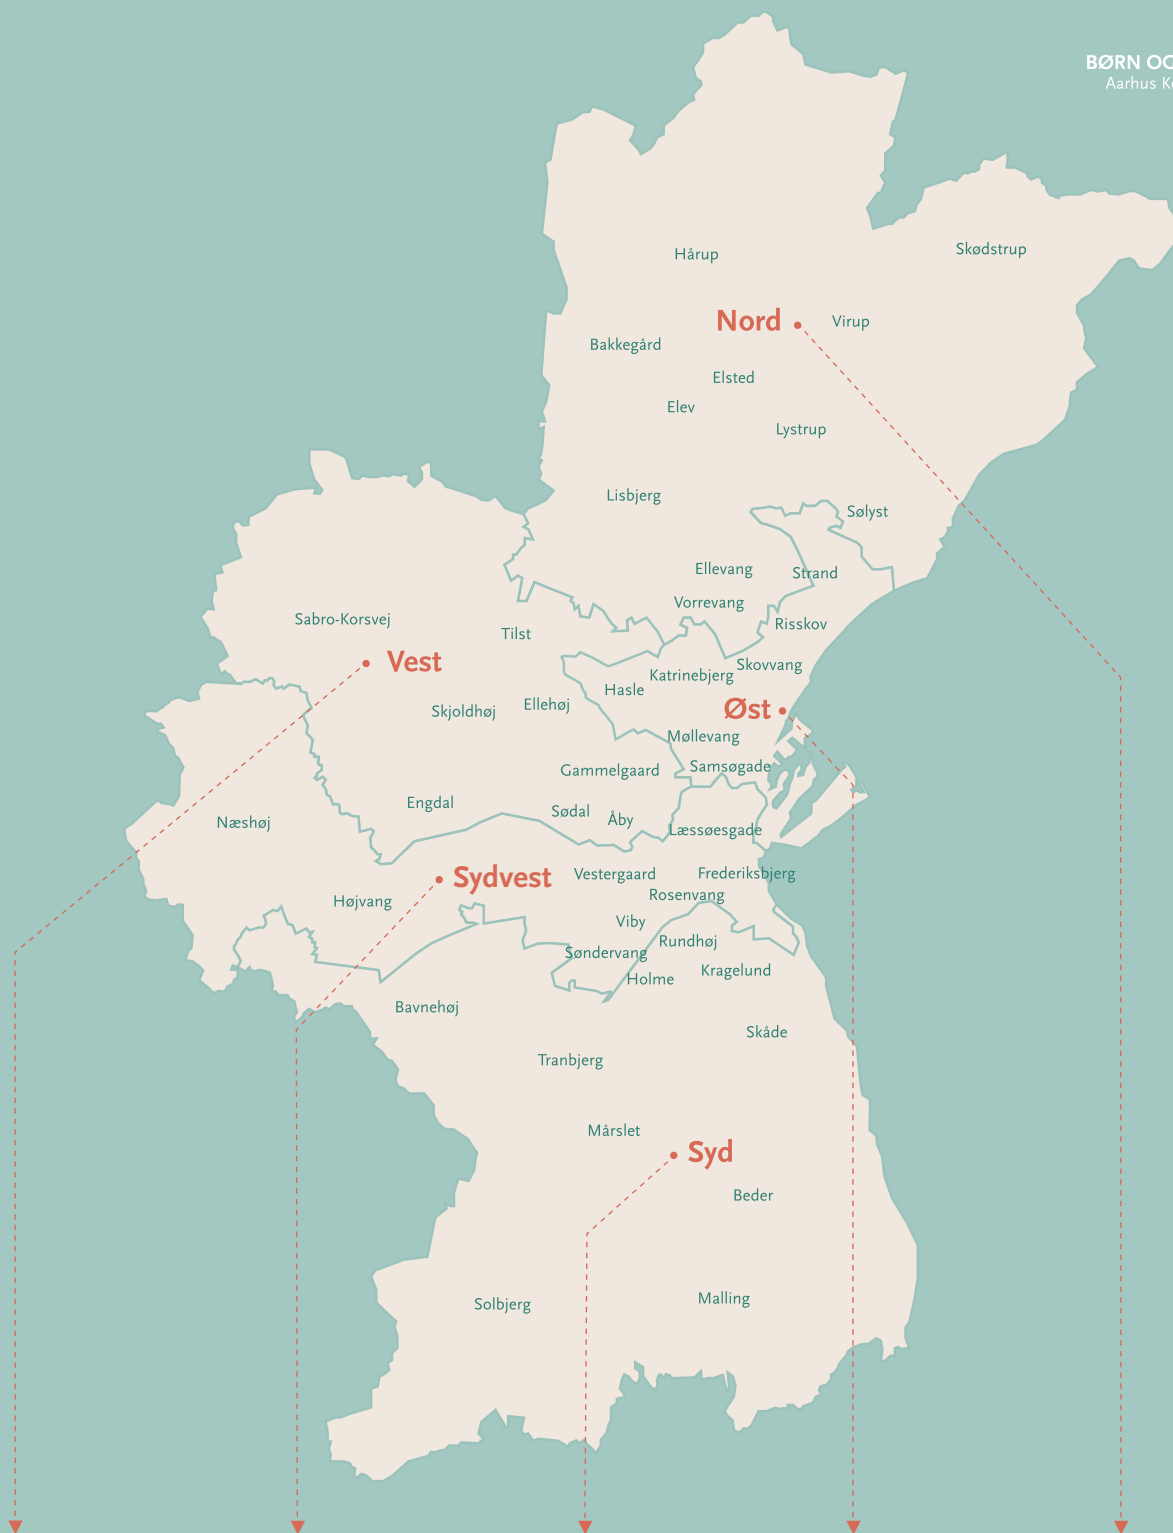 BØRN OG
Aarhus K
Hårup
Skødstrup
Nord
Virup
Bakkegård
Elsted
Elev
Lystrup
Lisbjerg
Sølyst
Ellevang
Strand
Vorrevang
Sabro-Korsvej
Risskov
Tilst
Vest
Skovvang
Katrinebjerg
Hasle
Ellehøj
Øst
Skjoldhøj
Møllevang
Samsøgade
Gammelgaard
Engdal
Sødal
Åby
Næshøj
Læssøesgade
Vestergaard
Frederiksbjerg
Sydvest
Rosenvang
Højvang
Viby
Rundhøj
Søndervang
Kragelund
Holme
Bavnehøj
Skåde
Tranbjerg
Mårslet
Syd
Beder
Malling
Solbjerg